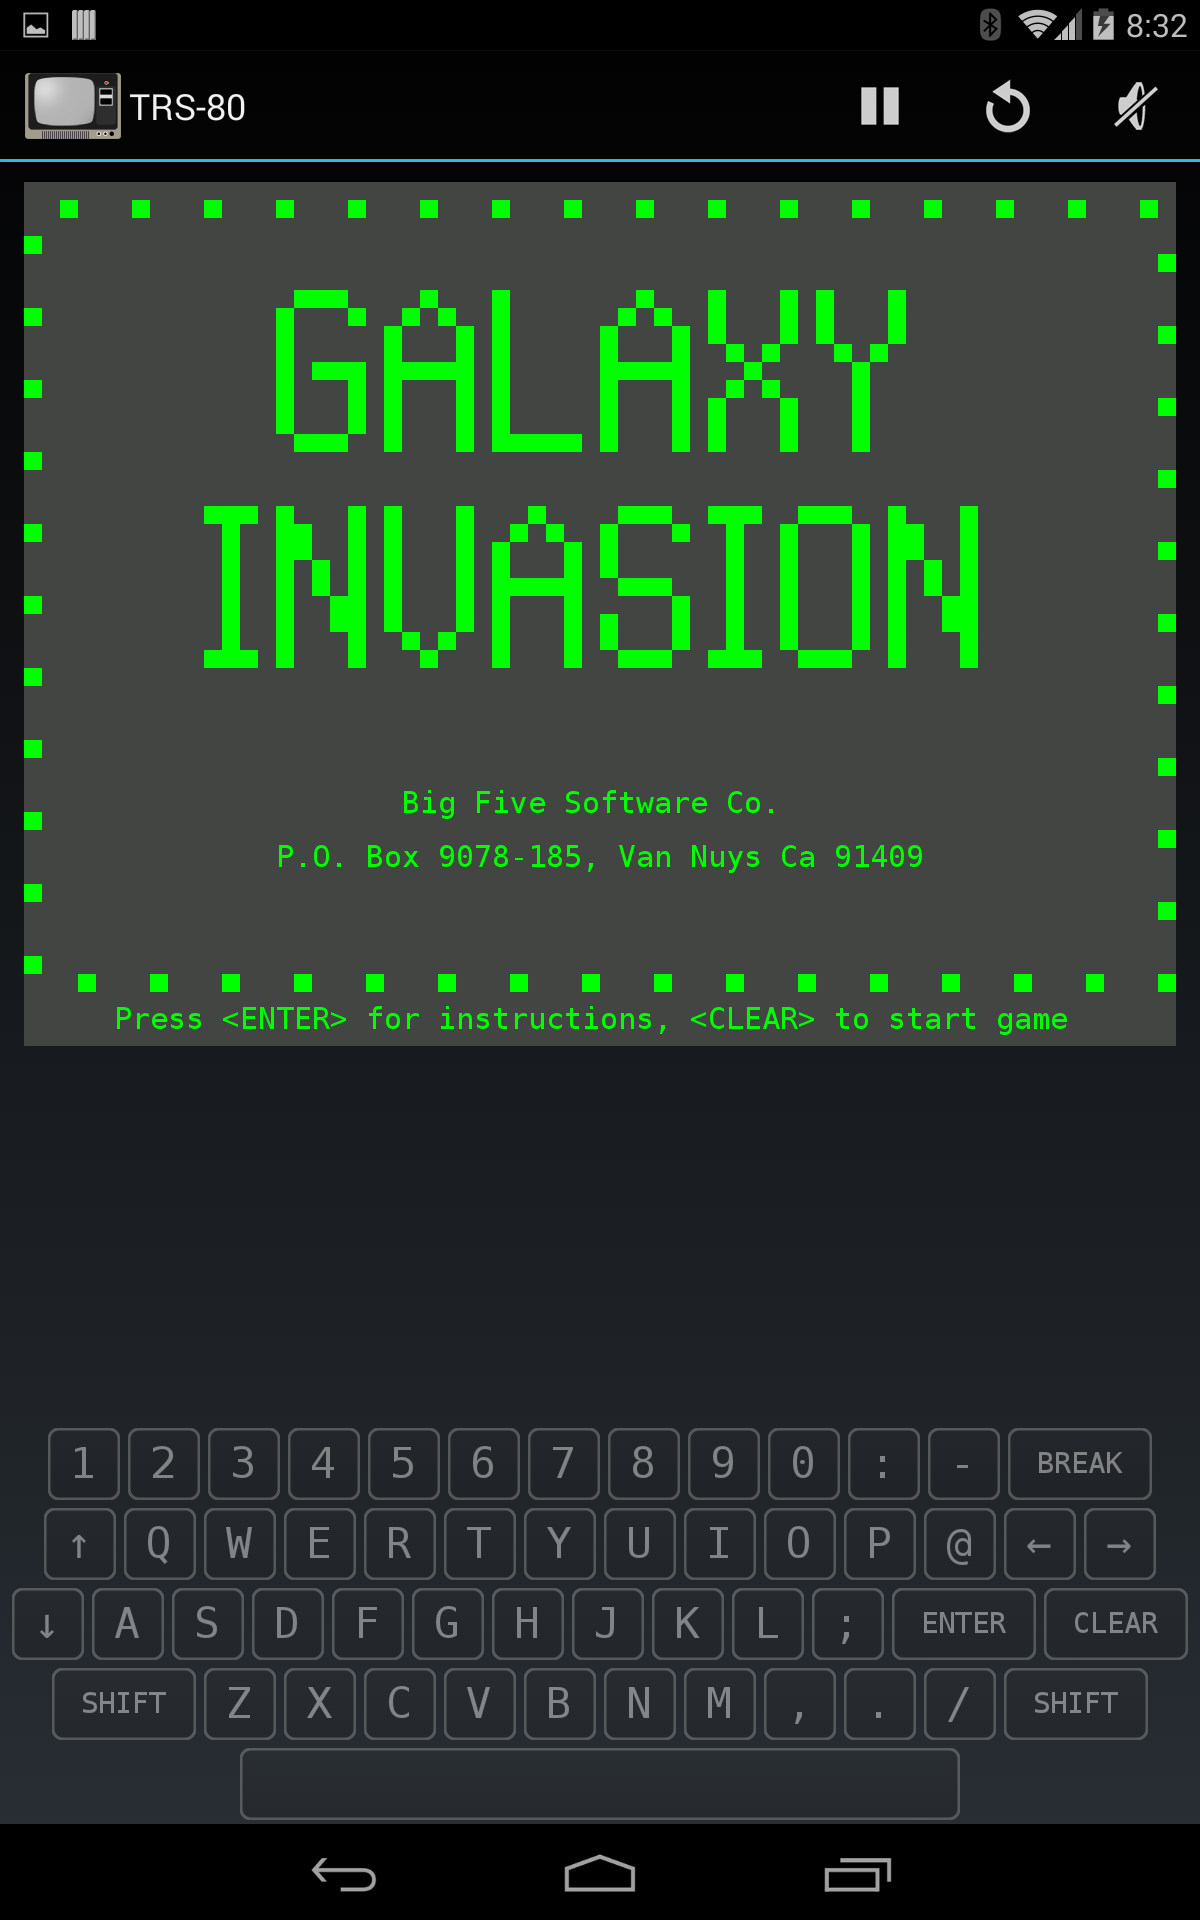 8:32
TRS-80
GALAXY
INVASION
Big Five Software Co.
P.O. Box 9078-185, Van Nuys Ca 91409
Press <ENTER> for instructions, <CLEAR> to start game
1 2 3 4 5 6 7 8 9 0 : - BREAK
↑ Q W E R T Y U I O P @ ← →
↓ A S D F G H J K L ; ENTER CLEAR
SHIFT Z X C V B N M , . / SHIFT